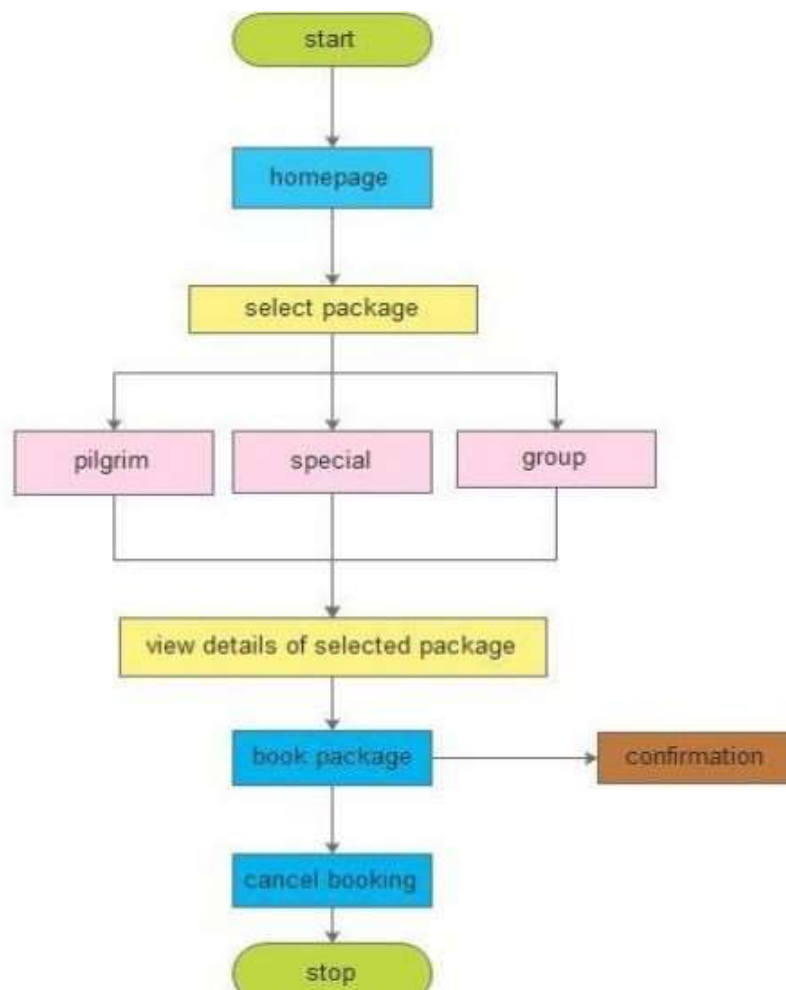 start
homepage
select package
pilgrim
special
group
view details of selected package
book package
confirmation
cancel booking
stop